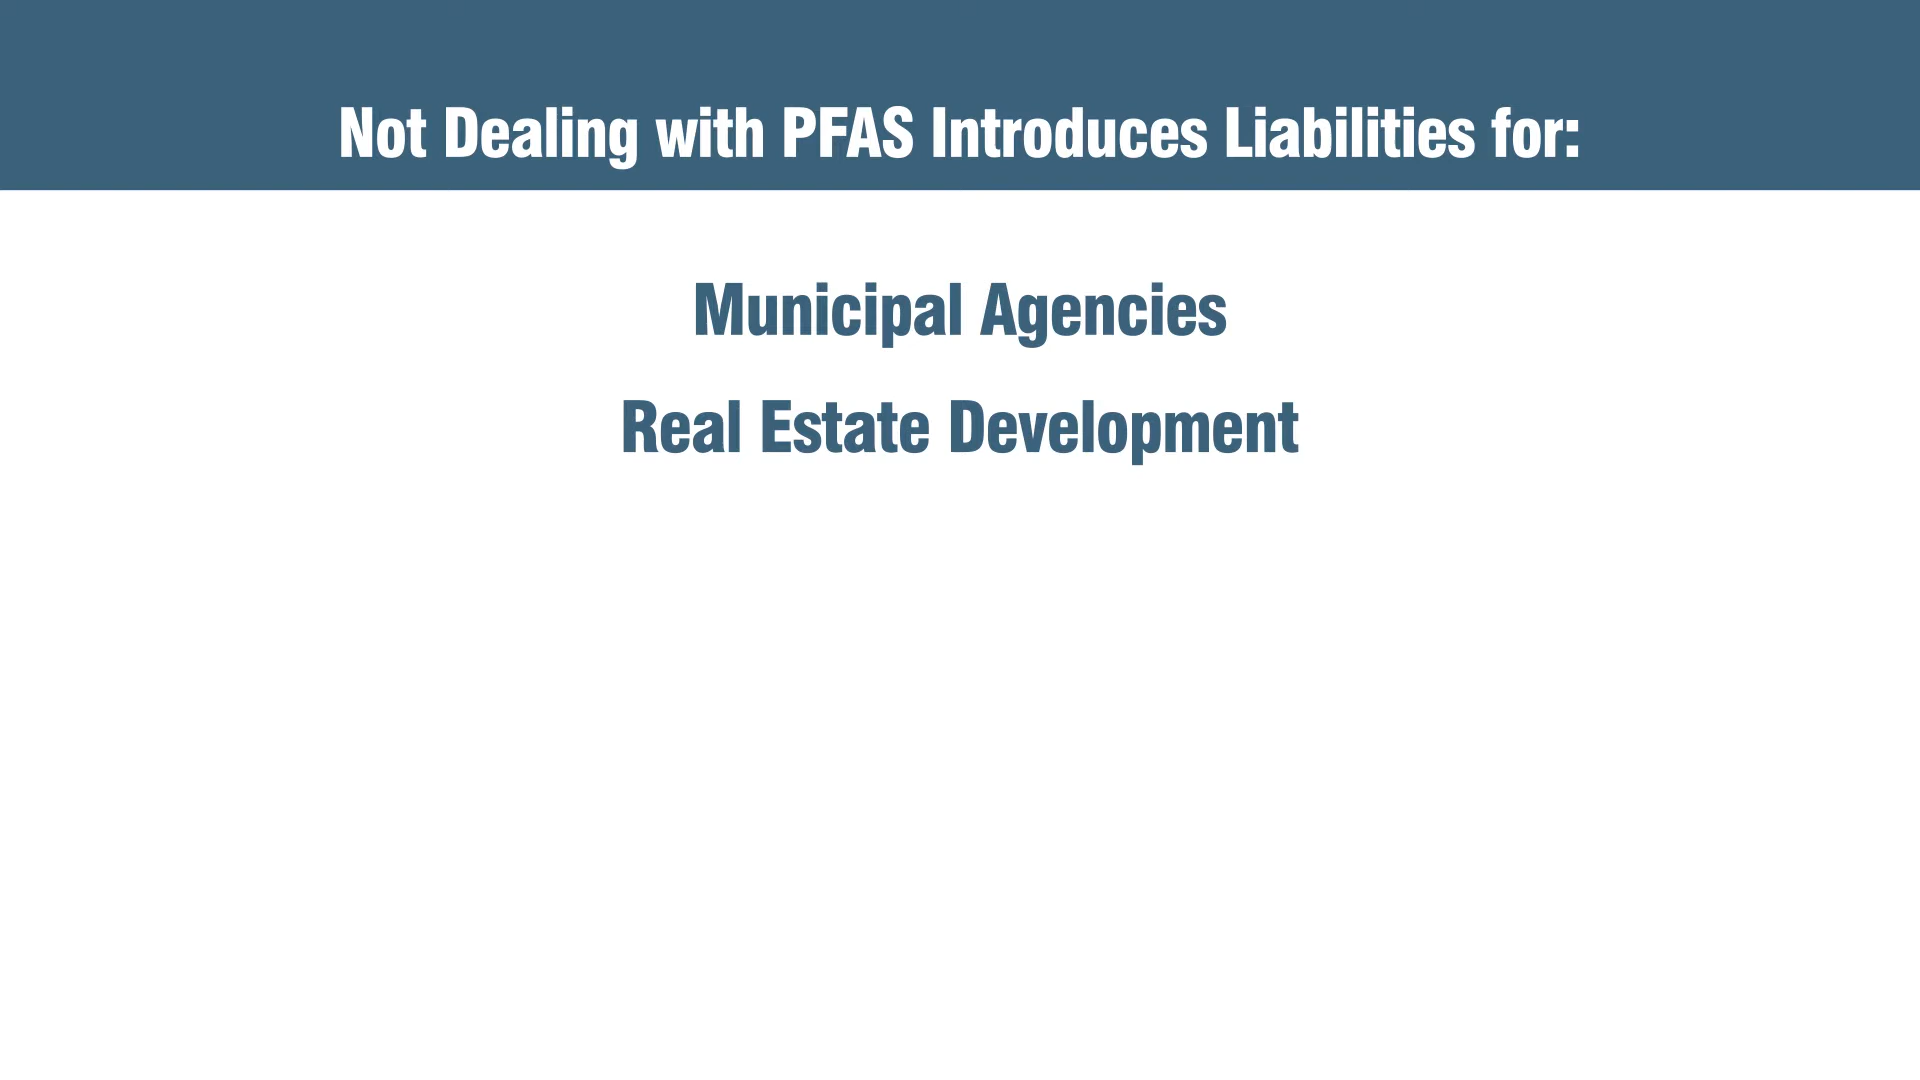 Not Dealing with PFAS Introduces Liabilities for:
Municipal Agencies
Real Estate Development